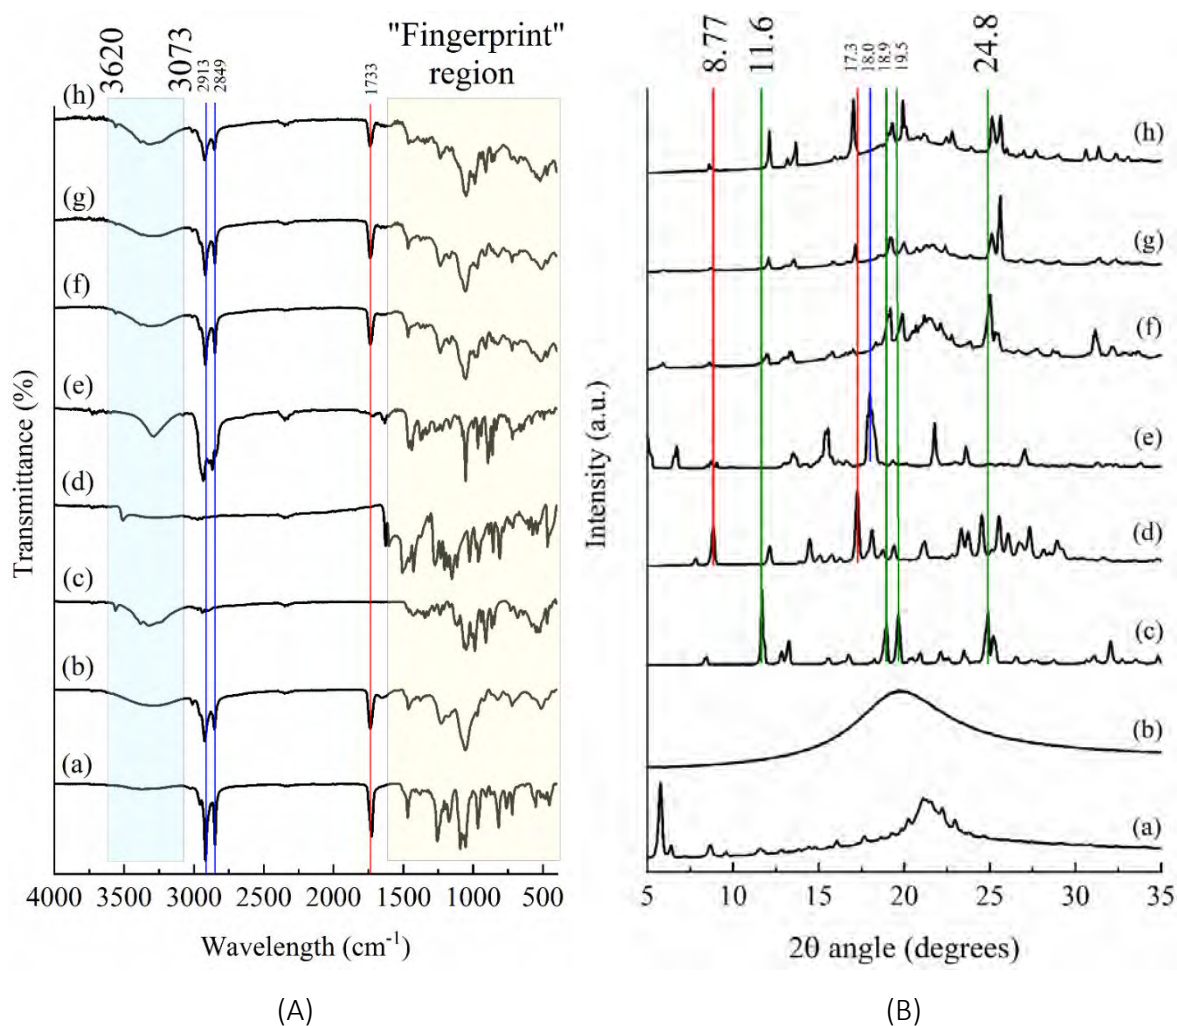 3620
3073
2913
2849
1733
"Fingerprint"
region
(h)
(g)
(f)
(e)
(d)
(c)
(b)
(a)
Transmittance (%)
4000 3500 3000 2500 2000 1500 1000 500
Wavelength (cm-1)
(A)
8.77
11.6
17.3
18.0
18.9
19.5
24.8
(h)
(g)
(f)
(e)
(d)
(c)
(b)
(a)
Intensity (a.u.)
5 10 15 20 25 30 35
2θ angle (degrees)
(B)